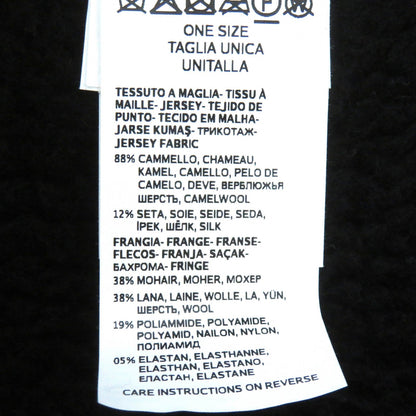 ONE SIZE
TAGLIA UNICA
UNITALLA
TESSUTO A MAGLIA- TISSU À
MAILLE- JERSEY- TEJIDO DE
PUNTO- TECIDO EM MALHA-
JARSE KUMAŞ- ТРИКОТАЖ-
JERSEY FABRIC
88% CAMMELLO, CHAMEAU,
KAMEL, CAMELLO, PELO DE
CAMELO, DEVE, ВЕРБЛЮЖЬЯ
ШЕРСТЬ, CAMELWOOL
12% SETA, SOIE, SEIDE, SEDA,
İPEK, ШЁЛК, SILK
FRANGIA- FRANGE- FRANSE-
FLECOS- FRANJA- SAÇAK-
БАХРОМА- FRINGE
38% MOHAIR, MOHER, МОХЕР
38% LANA, LAINE, WOLLE, LA, YÜN,
ШЕРСТЬ, WOOL
19% POLIAMMIDE, POLYAMIDE,
POLYAMID, NAILON, NYLON,
ПОЛИАМИД
05% ELASTAN, ELASTHANNE,
ELASTHAN, ELASTANO,
ЕЛАСТАН, ELASTANE
CARE INSTRUCTIONS ON REVERSE